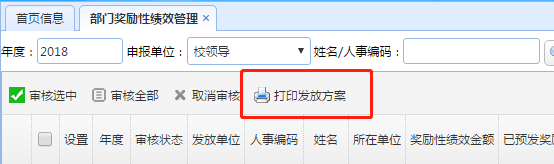 首页信息 部门奖励性绩效管理 ×
年度： 2018 申报单位： 校领导 姓名/人事编码：
审核选中 审核全部 取消审核 打印发放方案
设置 年度 审核状态 发放单位 人事编码 姓名 所在单位 奖励性绩效金额 已预发奖